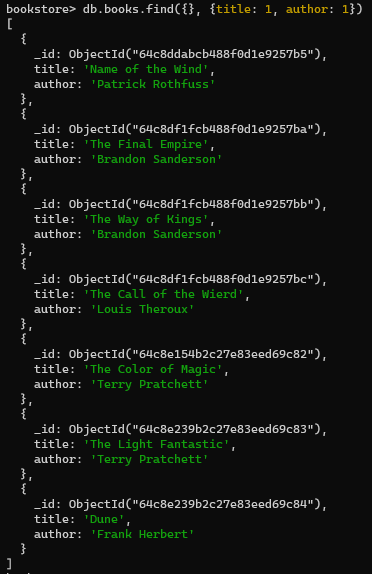 bookstore> db.books.find({}, {title: 1, author: 1})
[
  {
    _id: ObjectId("64c8ddabcb488f0d1e9257b5"),
    title: 'Name of the Wind',
    author: 'Patrick Rothfuss'
  },
  {
    _id: ObjectId("64c8df1fcb488f0d1e9257ba"),
    title: 'The Final Empire',
    author: 'Brandon Sanderson'
  },
  {
    _id: ObjectId("64c8df1fcb488f0d1e9257bb"),
    title: 'The Way of Kings',
    author: 'Brandon Sanderson'
  },
  {
    _id: ObjectId("64c8df1fcb488f0d1e9257bc"),
    title: 'The Call of the Wierd',
    author: 'Louis Theroux'
  },
  {
    _id: ObjectId("64c8e154b2c27e83eed69c82"),
    title: 'The Color of Magic',
    author: 'Terry Pratchett'
  },
  {
    _id: ObjectId("64c8e239b2c27e83eed69c83"),
    title: 'The Light Fantastic',
    author: 'Terry Pratchett'
  },
  {
    _id: ObjectId("64c8e239b2c27e83eed69c84"),
    title: 'Dune',
    author: 'Frank Herbert'
  }
]